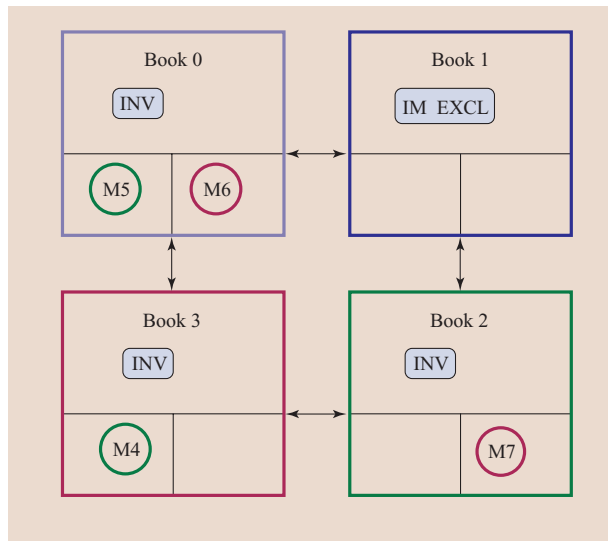 Book 0
INV
M5
M6
Book 1
IM EXCL
Book 3
INV
M4
Book 2
INV
M7